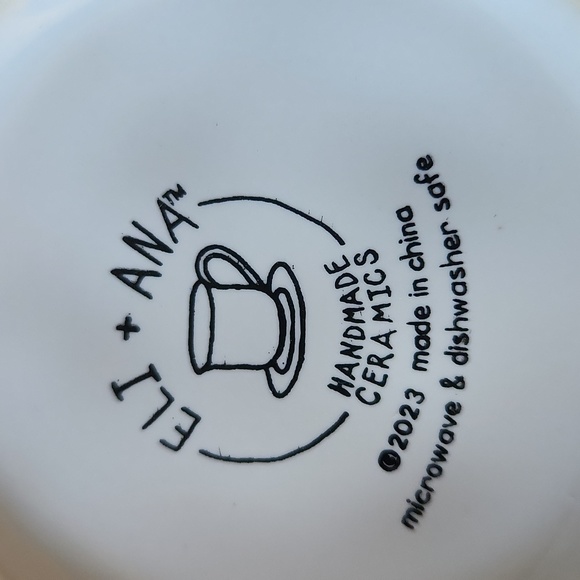 ELI + ANA™
HANDMADE
CERAMICS
©2023 made in china
microwave & dishwasher safe